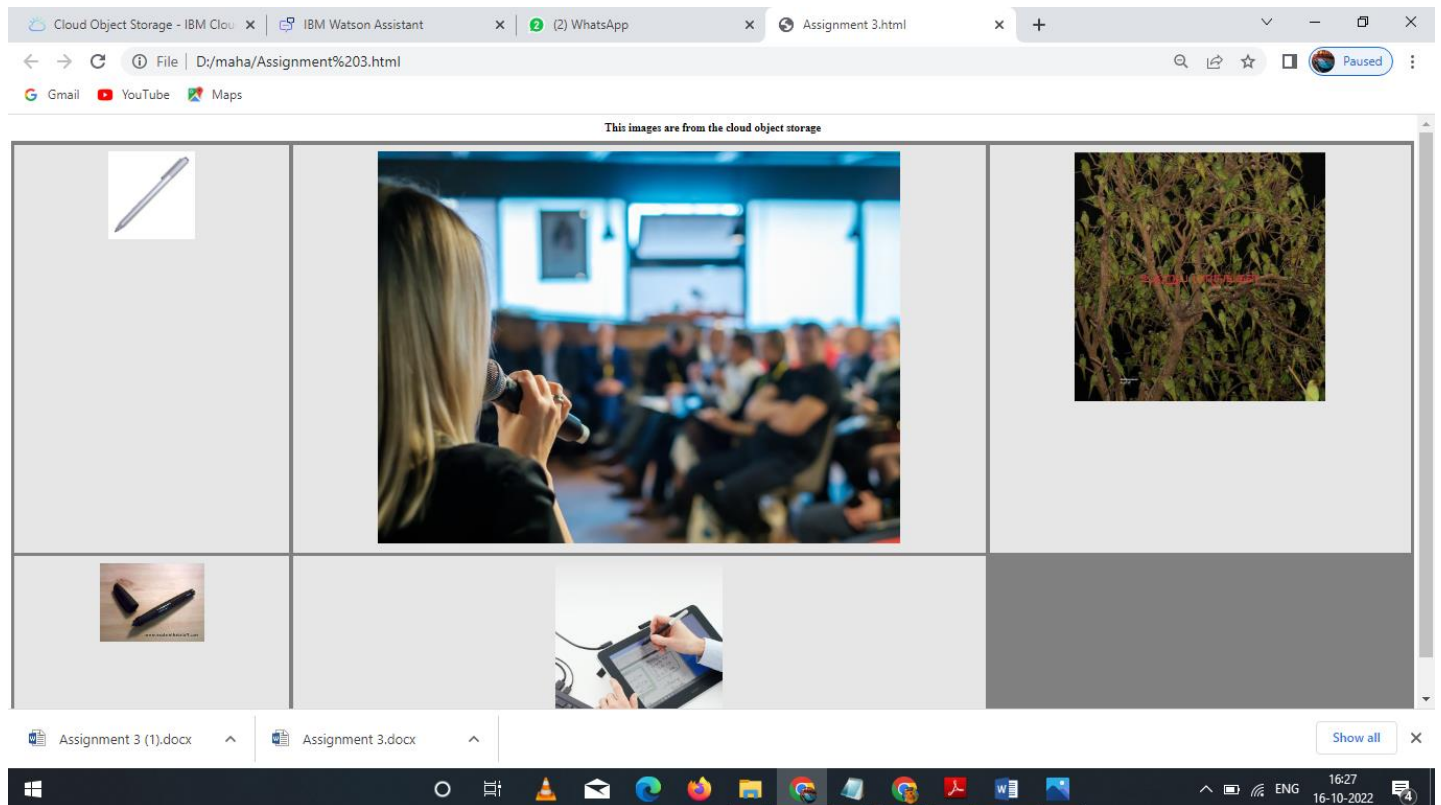 Cloud Object Storage - IBM Clou
IBM Watson Assistant
2 (2) WhatsApp
Assignment 3.html
File D:/maha/Assignment%203.html
Paused
Gmail
YouTube
Maps
This images are from the cloud object storage
Assignment 3 (1).docx
Assignment 3.docx
Show all
ENG
16:27
16-10-2022
4